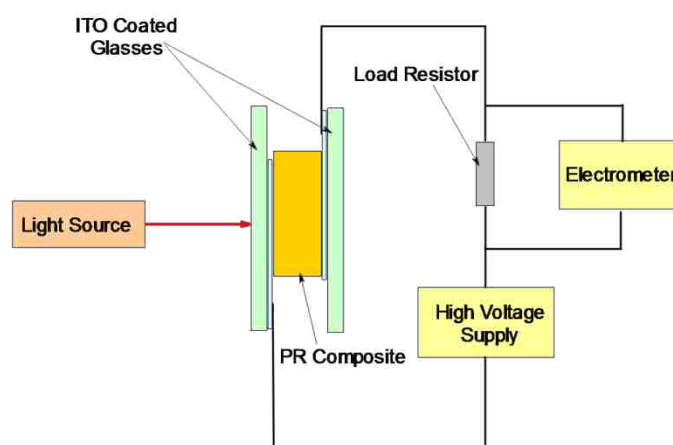 ITO Coated
Glasses
Load Resistor
Electrometer
Light Source
High Voltage
Supply
PR Composite